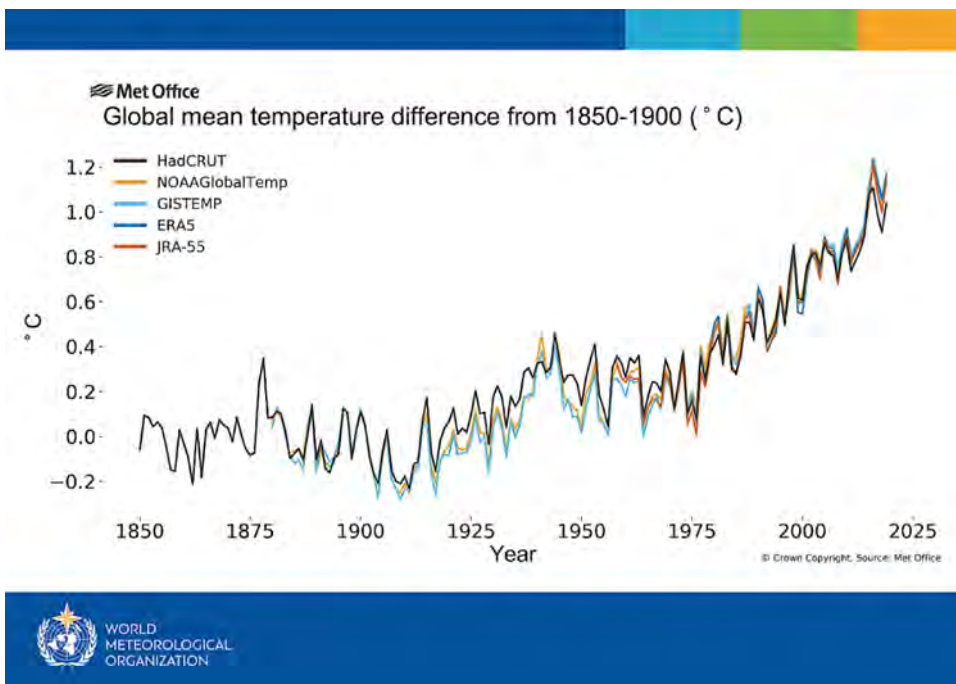 Met Office
Global mean temperature difference from 1850-1900 (°C)
HadCRUT
NOAAGlobalTemp
GISTEMP
ERA5
JRA-55
1.2
1.0
0.8
0.6
0.4
0.2
0.0
−0.2
°C
1850
1875
1900
1925
1950
1975
2000
2025
Year
© Crown Copyright. Source: Met Office
WORLD
METEOROLOGICAL
ORGANIZATION